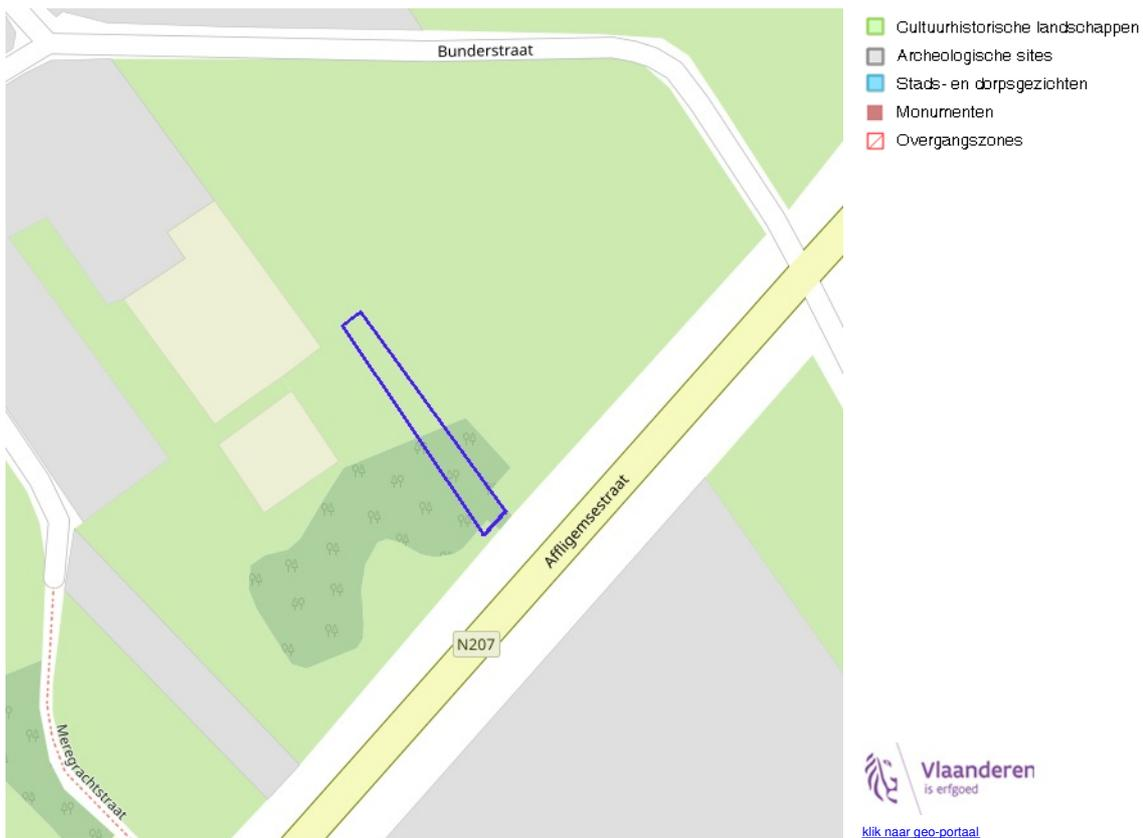 Bunderstraat
Affligemsestraat
N207
Meregrachtstraat
Cultuurhistorische landschappen
Archeologische sites
Stads- en dorpsgezichten
Monumenten
Overgangszones
Vlaanderen
is erfgoed
klik naar geo-portaal